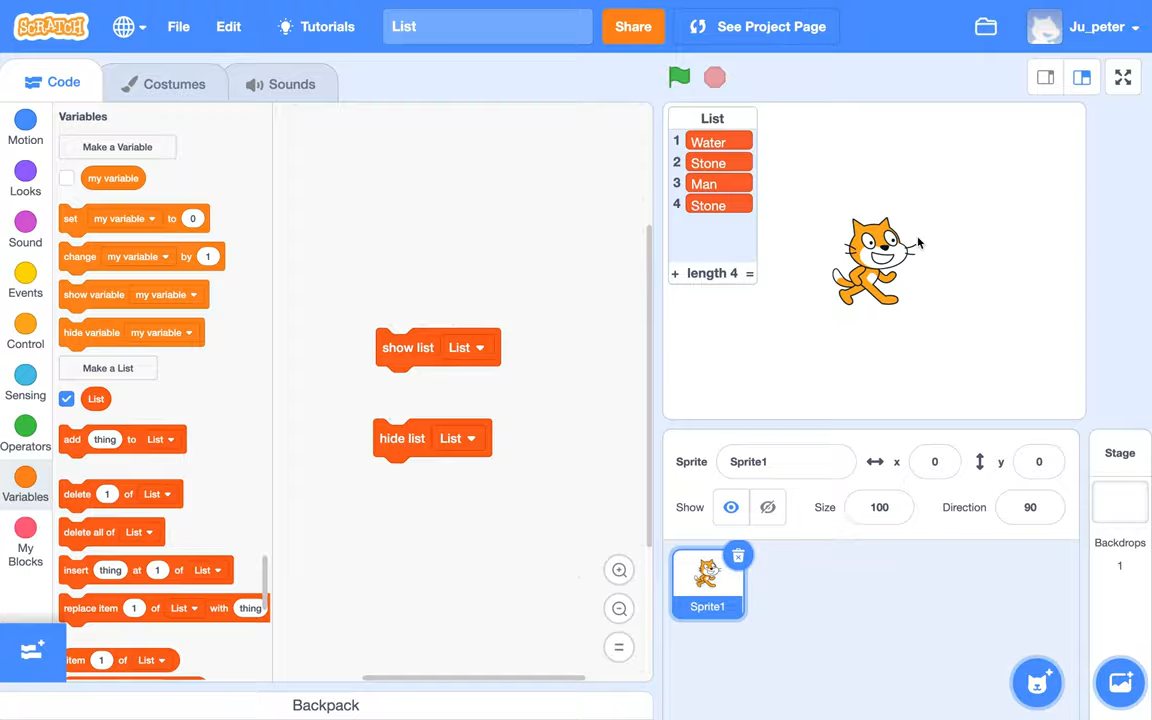 SCRATCH File Edit Tutorials List Share See Project Page Ju_peter
Code Costumes Sounds
Motion
Looks
Sound
Events
Control
Sensing
Operators
Variables
My
Blocks
Variables
Make a Variable
my variable
set my variable to 0
change my variable by 1
show variable my variable
hide variable my variable
Make a List
List
add thing to List
delete 1 of List
delete all of List
insert thing at 1 of List
replace item 1 of List with thing
item 1 of List
show list List
hide list List
List
1 Water
2 Stone
3 Man
4 Stone
+ length 4 =
Sprite Sprite1 x 0 y 0
Show Size 100 Direction 90
Sprite1
Stage
Backdrops
1
Backpack